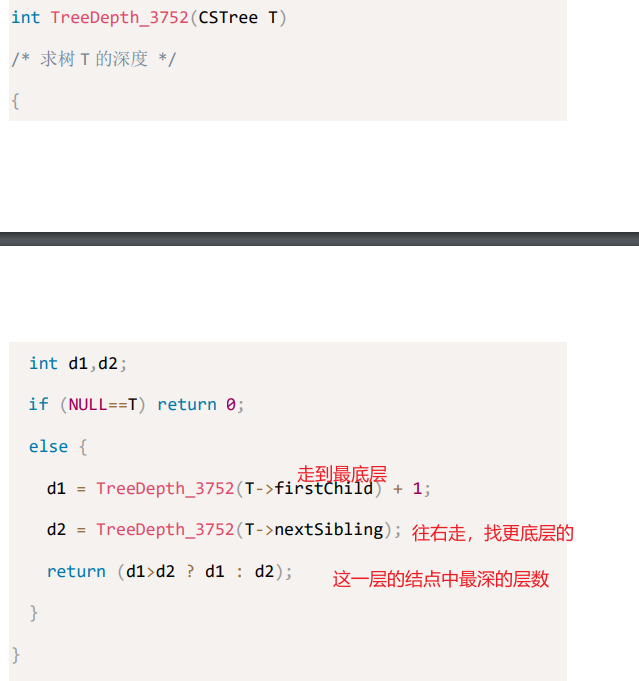 int TreeDepth_3752(CSTree T)
/* 求树 T 的深度 */
{
int d1,d2;
if (NULL==T) return 0;
else {
走到最底层
d1 = TreeDepth_3752(T->firstChild) + 1;
d2 = TreeDepth_3752(T->nextSibling); 往右走，找更底层的
return (d1>d2 ? d1 : d2); 这一层的结点中最深的层数
}
}